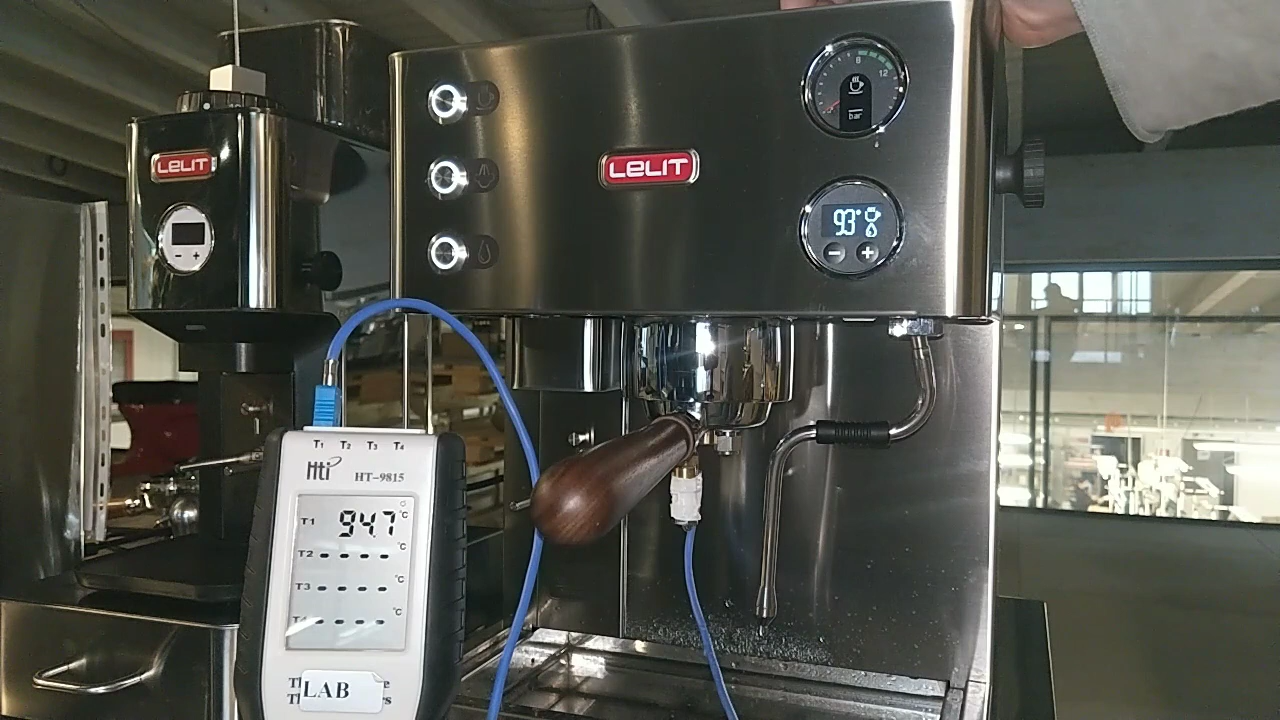 LELIT
- +
LELIT
8
12
bar
93°
- +
T1 T2 T3 T4
Hti
HT-9815
T1 94.7 °C
T2 - - - - °C
T3 - - - - °C
- - - - °C
LAB